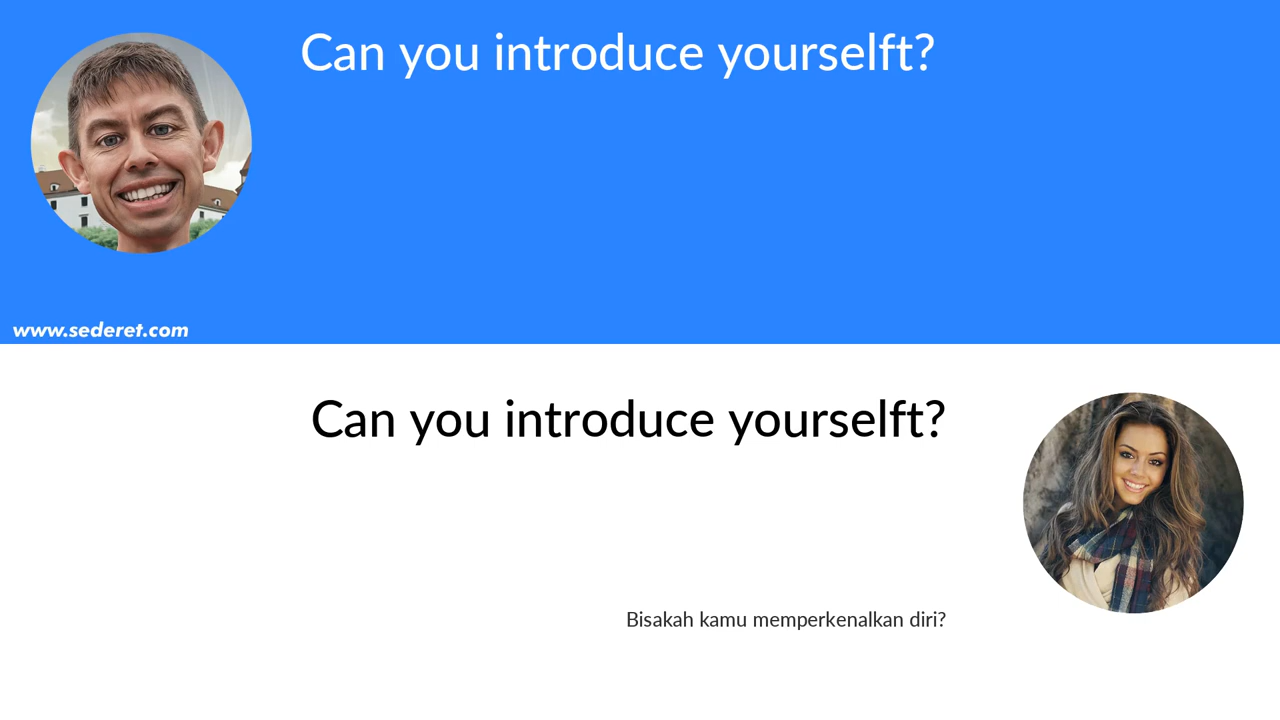 Can you introduce yourselft?
www.sederet.com
Can you introduce yourselft?
Bisakah kamu memperkenalkan diri?